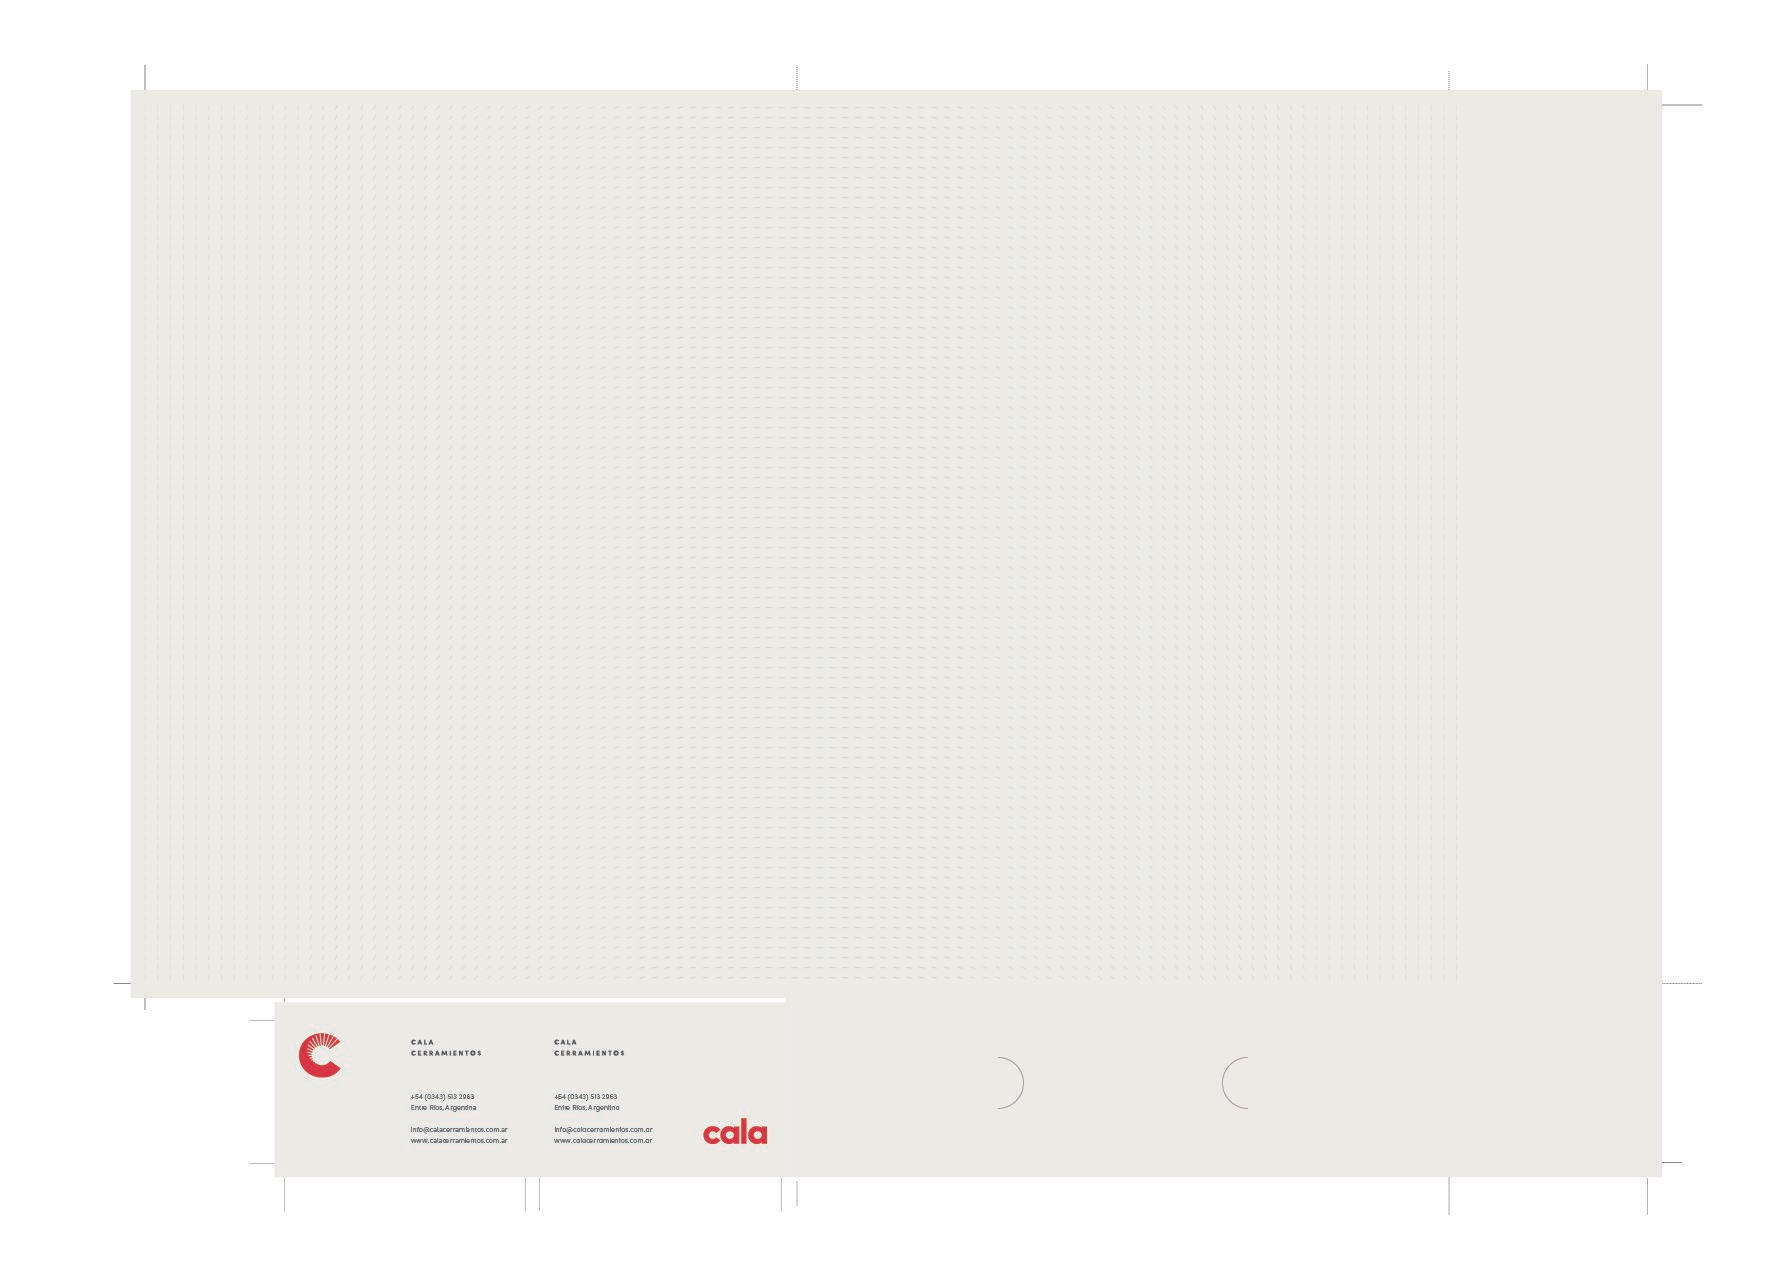 CALA
CERRAMIENTOS
+54 (0343) 513 2963
Entre Ríos, Argentina
info@calacerramientos.com.ar
www.calacerramientos.com.ar
CALA
CERRAMIENTOS
+54 (0343) 513 2963
Entre Ríos, Argentina
info@calacerramientos.com.ar
www.calacerramientos.com.ar
cala